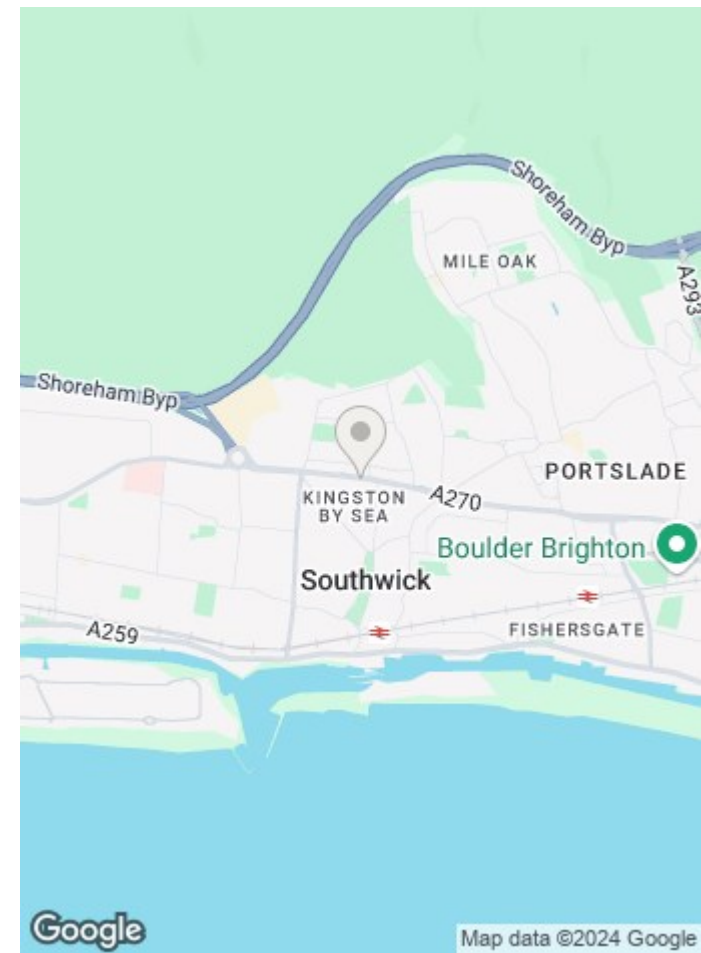 Shoreham Byp
MILE OAK
A293
Shoreham Byp
PORTSLADE
KINGSTON
BY SEA
A270
Boulder Brighton
Southwick
A259
FISHERSGATE
Google
Map data ©2024 Google